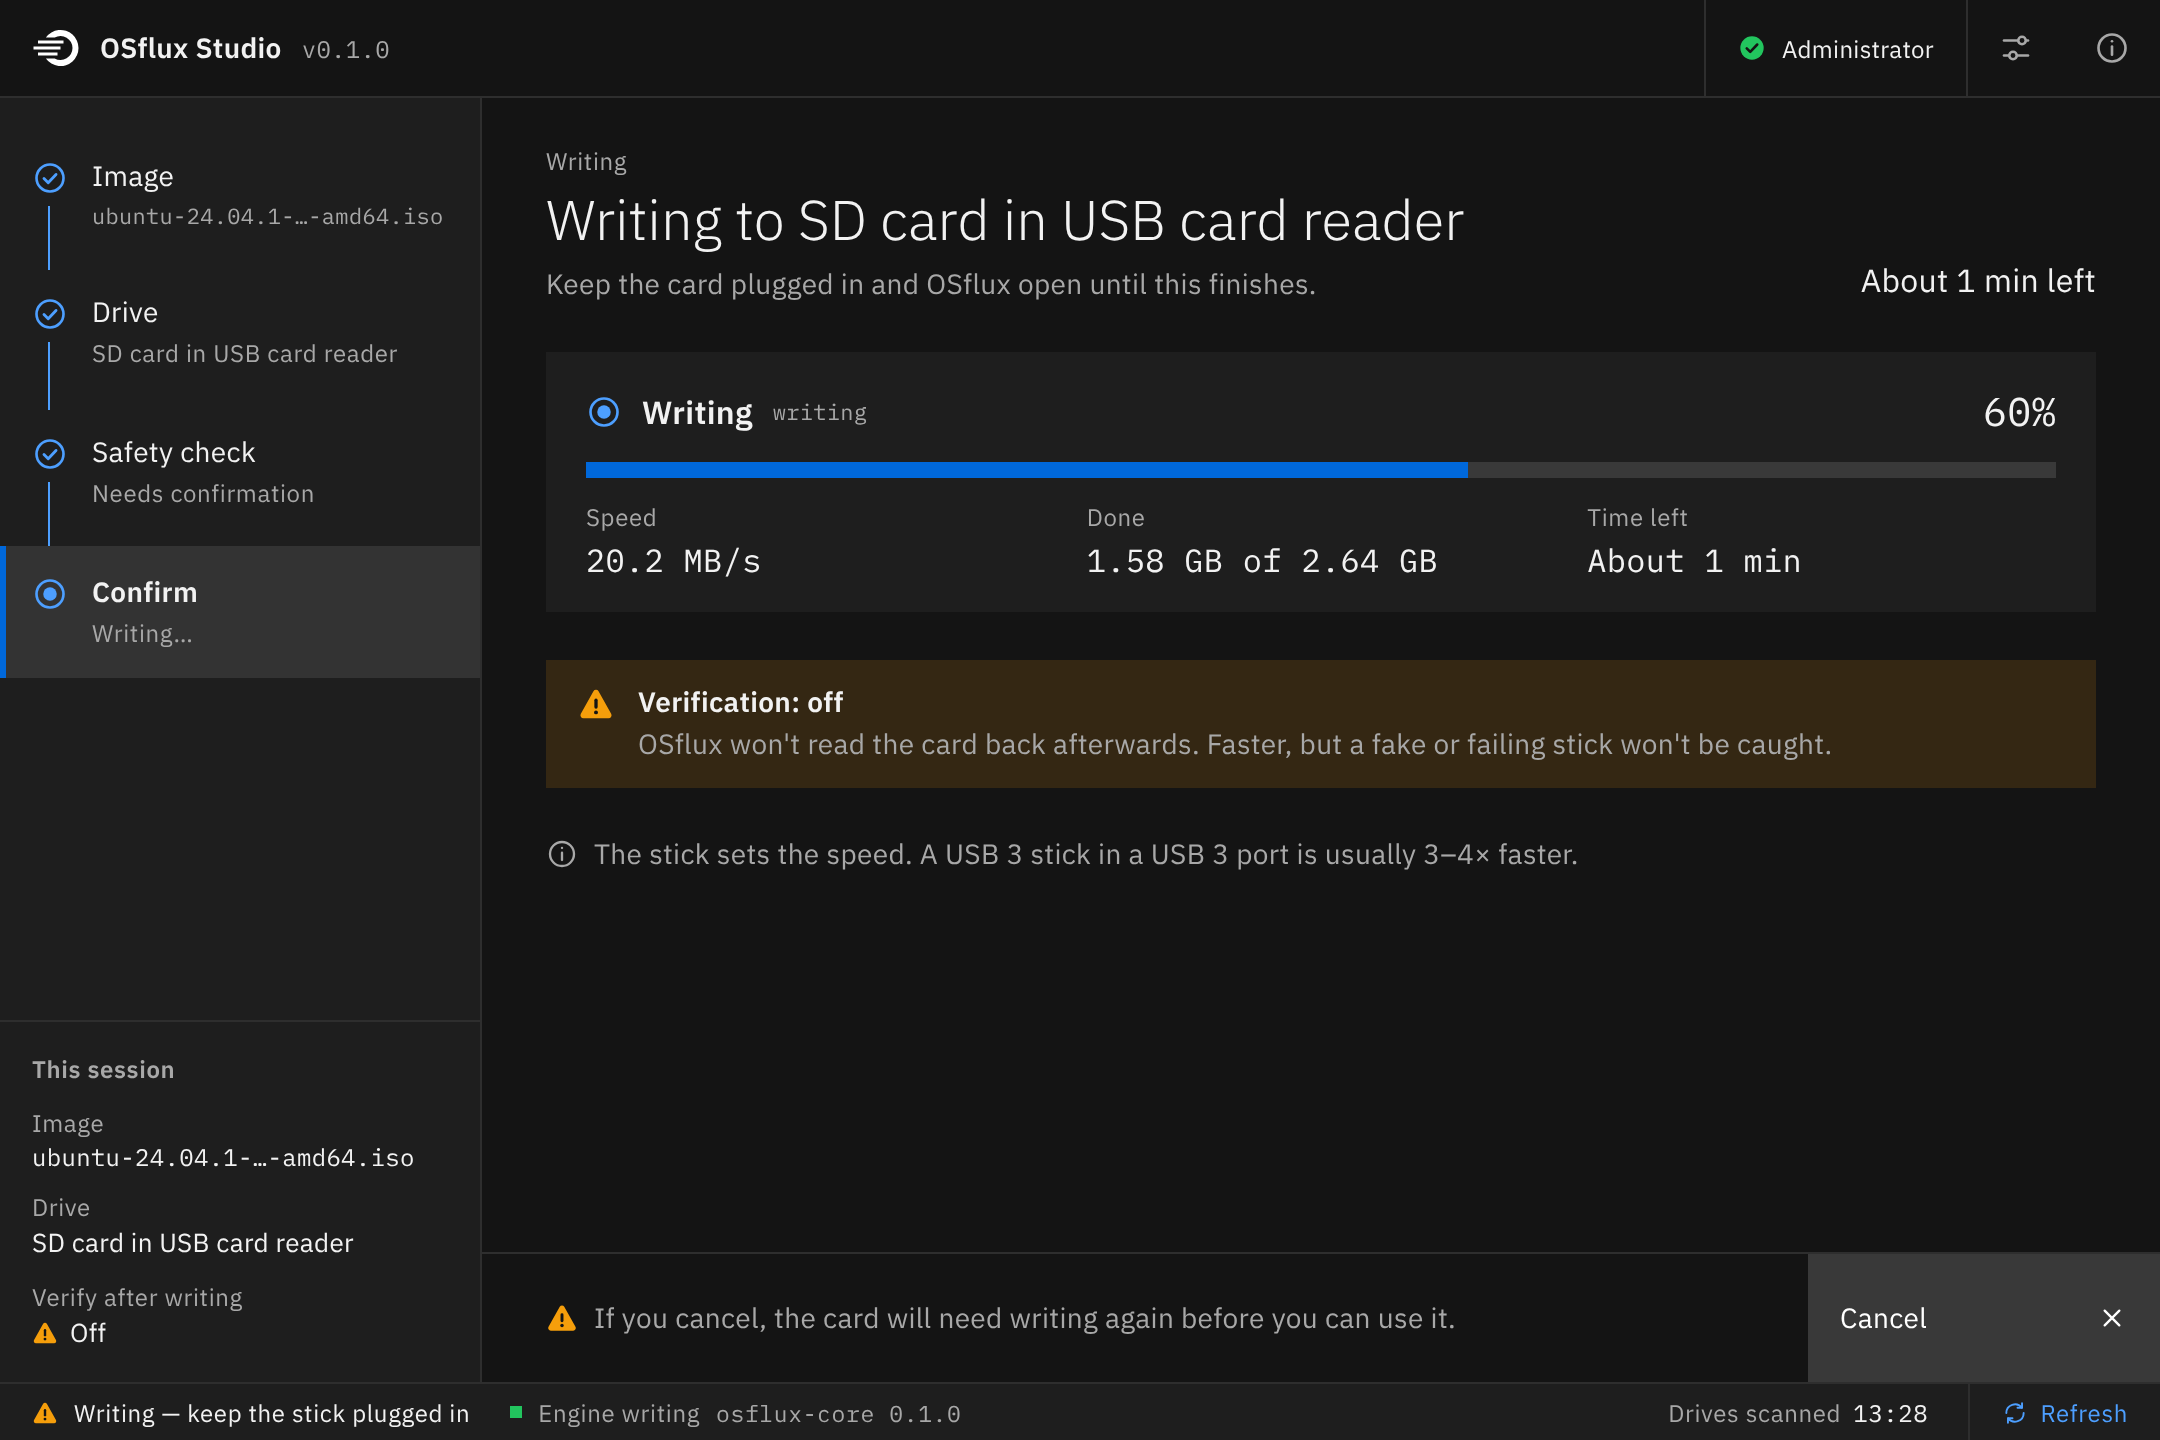 OSflux Studio v0.1.0
Administrator
Image
ubuntu-24.04.1-…-amd64.iso
Drive
SD card in USB card reader
Safety check
Needs confirmation
Confirm
Writing…
This session
Image
ubuntu-24.04.1-…-amd64.iso
Drive
SD card in USB card reader
Verify after writing
Off
Writing
Writing to SD card in USB card reader
Keep the card plugged in and OSflux open until this finishes.
About 1 min left
Writing writing 60%
Speed Done Time left
20.2 MB/s 1.58 GB of 2.64 GB About 1 min
Verification: off
OSflux won't read the card back afterwards. Faster, but a fake or failing stick won't be caught.
The stick sets the speed. A USB 3 stick in a USB 3 port is usually 3–4× faster.
If you cancel, the card will need writing again before you can use it.
Cancel
Writing — keep the stick plugged in Engine writing osflux-core 0.1.0 Drives scanned 13:28 Refresh